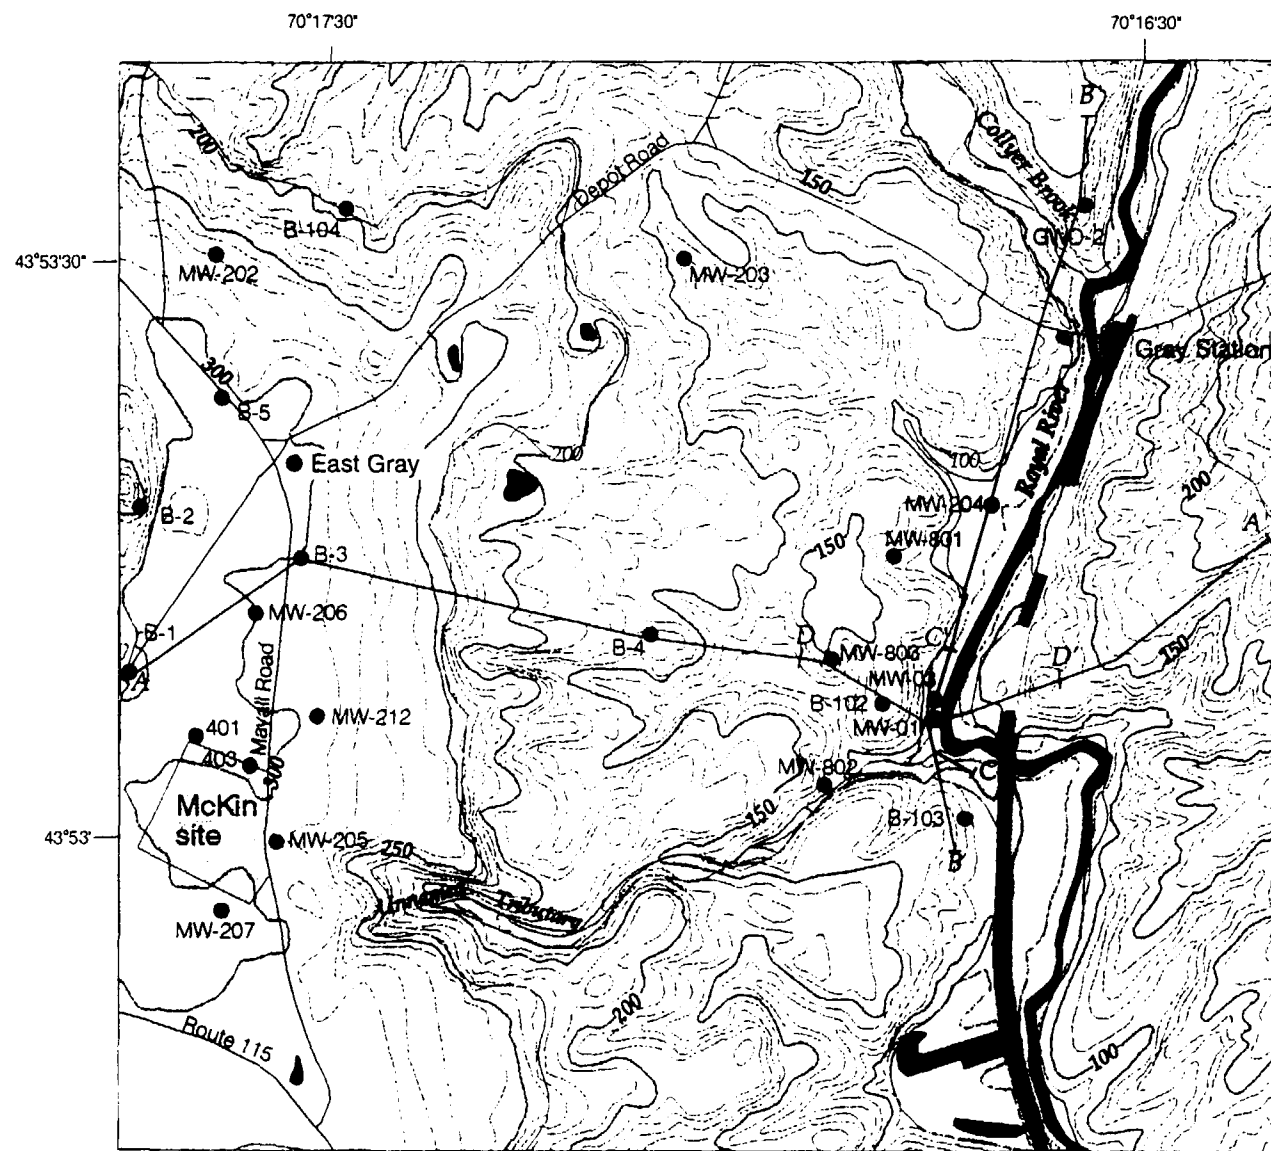 70°17'30"
70°16'30"
B'
200
Collyer Brook
Depot Road
150
B-104
GWO-2
43°53'30"
MW-202
MW-203
Gray Station
300
B-5
Royal River
200
100
East Gray
200
MW-204
B-2
A'
150
MW-801
B-3
MW-206
B-1
B-4
D
C'
150
D'
MW-803
A
MW-03
Mayall Road
B-102
401
MW-212
MW-01
403
300
MW-802
C
McKin
site
150
B-103
43°53'
MW-205
250
B
Unnamed Tributary
MW-207
200
Route 115
100